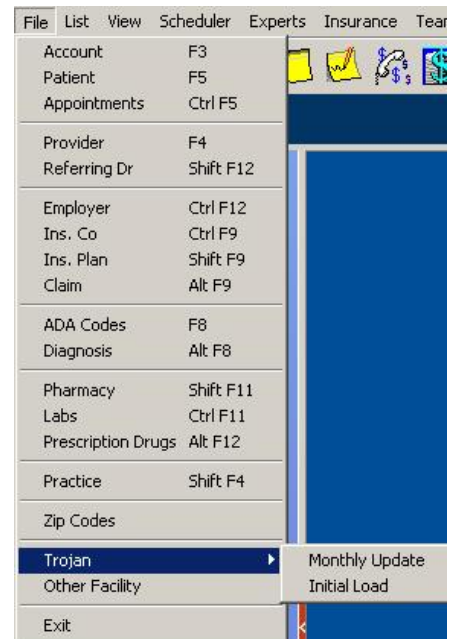 File List View Scheduler Experts Insurance
Account F3
Patient F5
Appointments Ctrl F5
Provider F4
Referring Dr Shift F12
Employer Ctrl F12
Ins. Co Ctrl F9
Ins. Plan Shift F9
Claim Alt F9
ADA Codes F8
Diagnosis Alt F8
Pharmacy Shift F11
Labs Ctrl F11
Prescription Drugs Alt F12
Practice Shift F4
Zip Codes
Trojan Monthly Update
Other Facility Initial Load
Exit